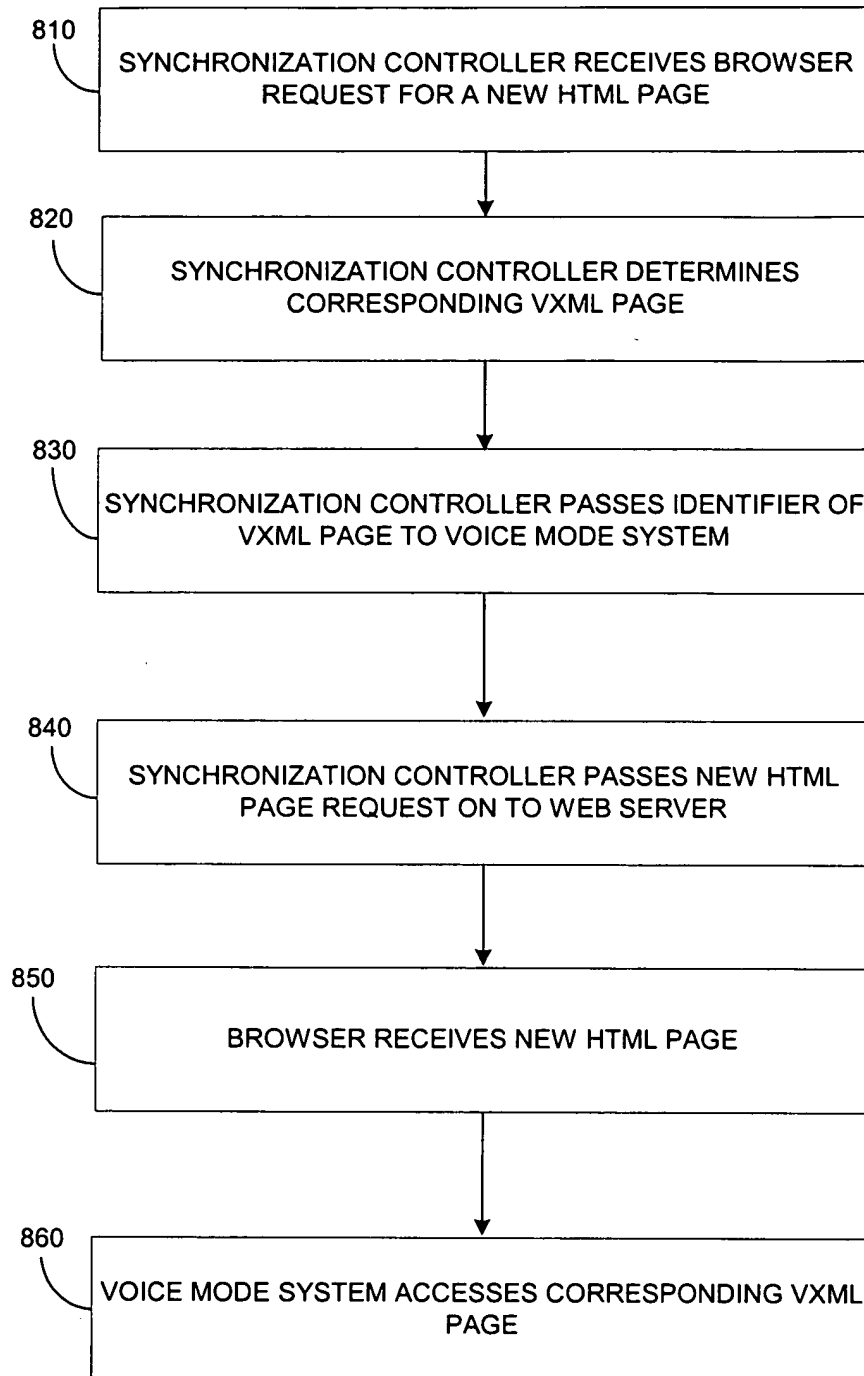 810
SYNCHRONIZATION CONTROLLER RECEIVES BROWSER
REQUEST FOR A NEW HTML PAGE
820
SYNCHRONIZATION CONTROLLER DETERMINES
CORRESPONDING VXML PAGE
830
SYNCHRONIZATION CONTROLLER PASSES IDENTIFIER OF
VXML PAGE TO VOICE MODE SYSTEM
840
SYNCHRONIZATION CONTROLLER PASSES NEW HTML
PAGE REQUEST ON TO WEB SERVER
850
BROWSER RECEIVES NEW HTML PAGE
860
VOICE MODE SYSTEM ACCESSES CORRESPONDING VXML
PAGE